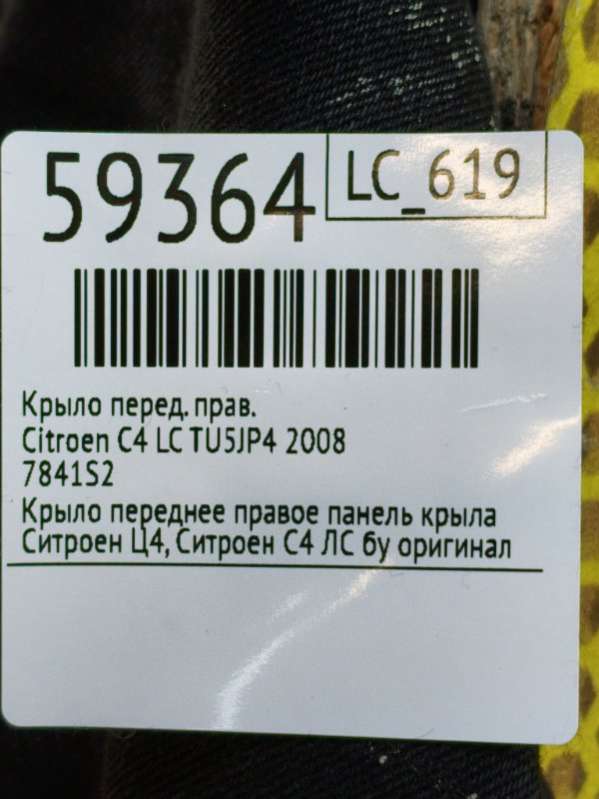 59364
LC_619
Крыло перед. прав.
Citroen C4 LC TU5JP4 2008
7841S2
Крыло переднее правое панель крыла
Ситроен Ц4, Ситроен С4 ЛС бу оригинал